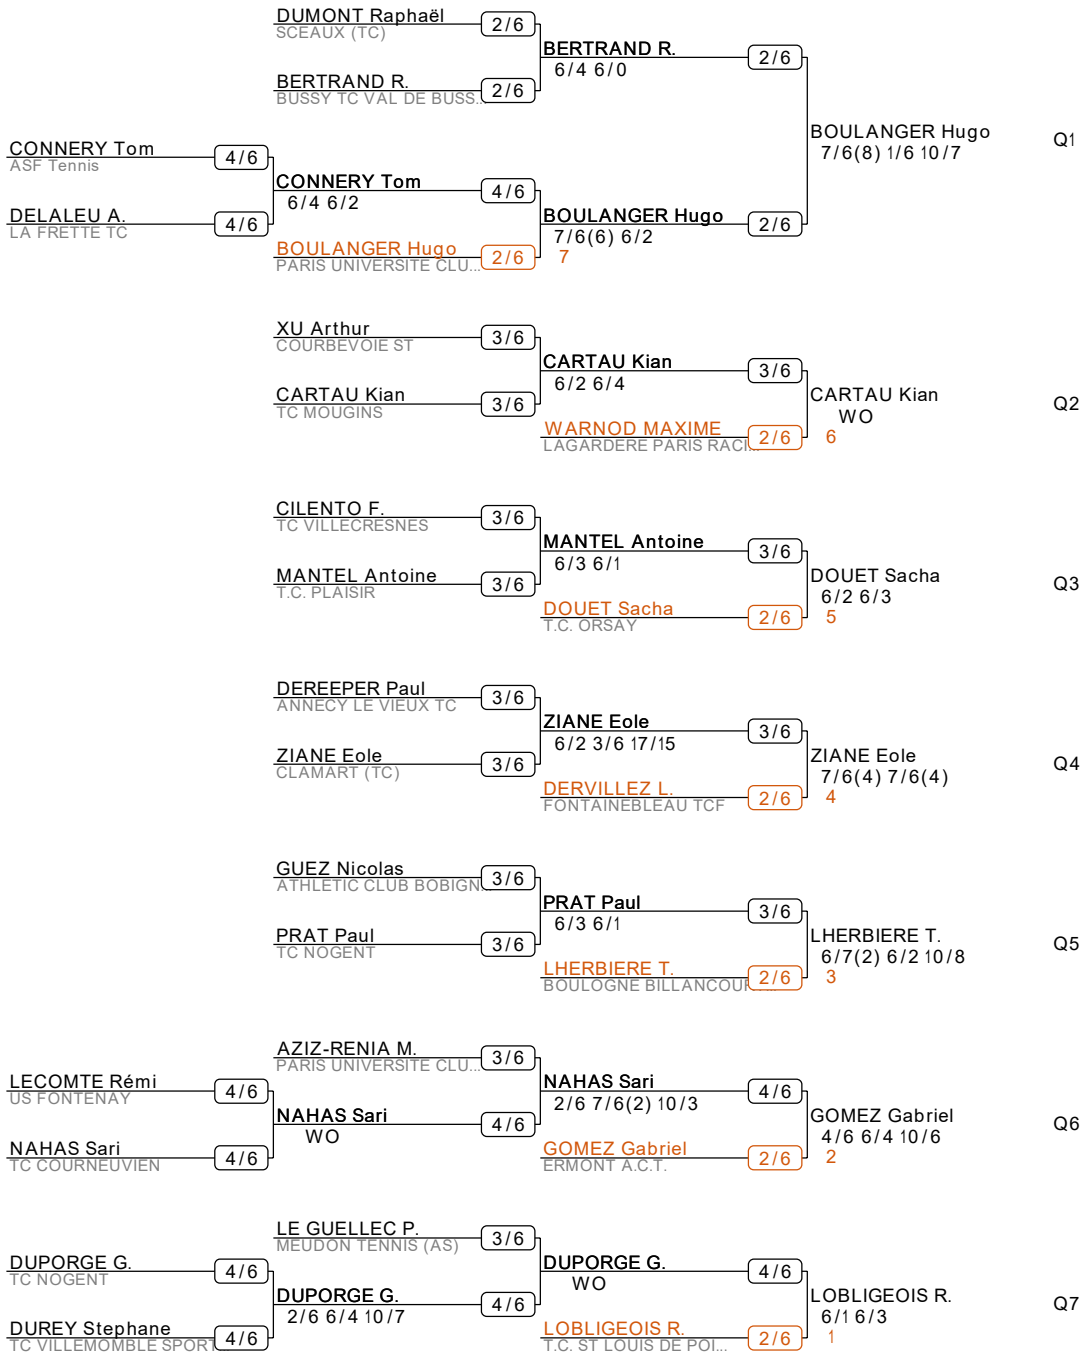 DUMONT Raphaël
SCEAUX (TC)
2/6
BERTRAND R.
6/4 6/0
2/6
BERTRAND R.
BUSSY TC VAL DE BUSS...
2/6
BOULANGER Hugo
7/6(8) 1/6 10/7
Q1
CONNERY Tom
ASF Tennis
4/6
CONNERY Tom
6/4 6/2
4/6
DELALEU A.
LA FRETTE TC
4/6
BOULANGER Hugo
7/6(6) 6/2
7
2/6
BOULANGER Hugo
PARIS UNIVERSITE CLU...
2/6
XU Arthur
COURBEVOIE ST
3/6
CARTAU Kian
6/2 6/4
3/6
CARTAU Kian
TC MOUGINS
3/6
CARTAU Kian
WO
6
Q2
WARNOD MAXIME
LAGARDERE PARIS RACI...
2/6
CILENTO F.
TC VILLECRESNES
3/6
MANTEL Antoine
6/3 6/1
3/6
MANTEL Antoine
T.C. PLAISIR
3/6
DOUET Sacha
6/2 6/3
5
Q3
DOUET Sacha
T.C. ORSAY
2/6
DEREEPER Paul
ANNECY LE VIEUX TC
3/6
ZIANE Eole
6/2 3/6 17/15
3/6
ZIANE Eole
CLAMART (TC)
3/6
ZIANE Eole
7/6(4) 7/6(4)
4
Q4
DERVILLEZ L.
FONTAINEBLEAU TCF
2/6
GUEZ Nicolas
ATHLETIC CLUB BOBIGN...
3/6
PRAT Paul
6/3 6/1
3/6
PRAT Paul
TC NOGENT
3/6
LHERBIERE T.
6/7(2) 6/2 10/8
3
Q5
LHERBIERE T.
BOULOGNE BILLANCOUR...
2/6
AZIZ-RENIA M.
PARIS UNIVERSITE CLU...
3/6
LECOMTE Rémi
US FONTENAY
4/6
NAHAS Sari
2/6 7/6(2) 10/3
4/6
NAHAS Sari
WO
4/6
GOMEZ Gabriel
4/6 6/4 10/6
2
Q6
NAHAS Sari
TC COURNEUVIEN
4/6
GOMEZ Gabriel
ERMONT A.C.T.
2/6
LE GUELLEC P.
MEUDON TENNIS (AS)
3/6
DUPORGE G.
TC NOGENT
4/6
DUPORGE G.
WO
4/6
DUPORGE G.
2/6 6/4 10/7
4/6
LOBLIGEOIS R.
6/1 6/3
1
Q7
DUREY Stephane
TC VILLEMOMBLE SPORT...
4/6
LOBLIGEOIS R.
T.C. ST LOUIS DE POI...
2/6